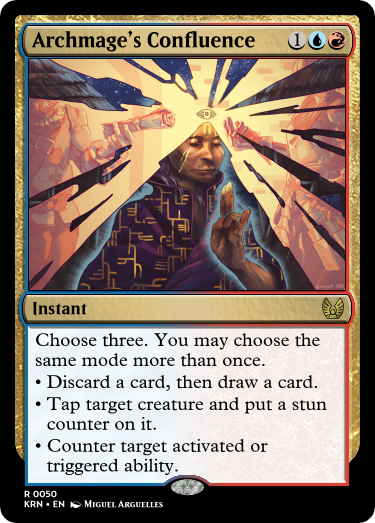 Archmage's Confluence 1
Instant
Choose three. You may choose the
same mode more than once.
• Discard a card, then draw a card.
• Tap target creature and put a stun
counter on it.
• Counter target activated or
triggered ability.
R 0050
KRN • EN Miguel Arguelles